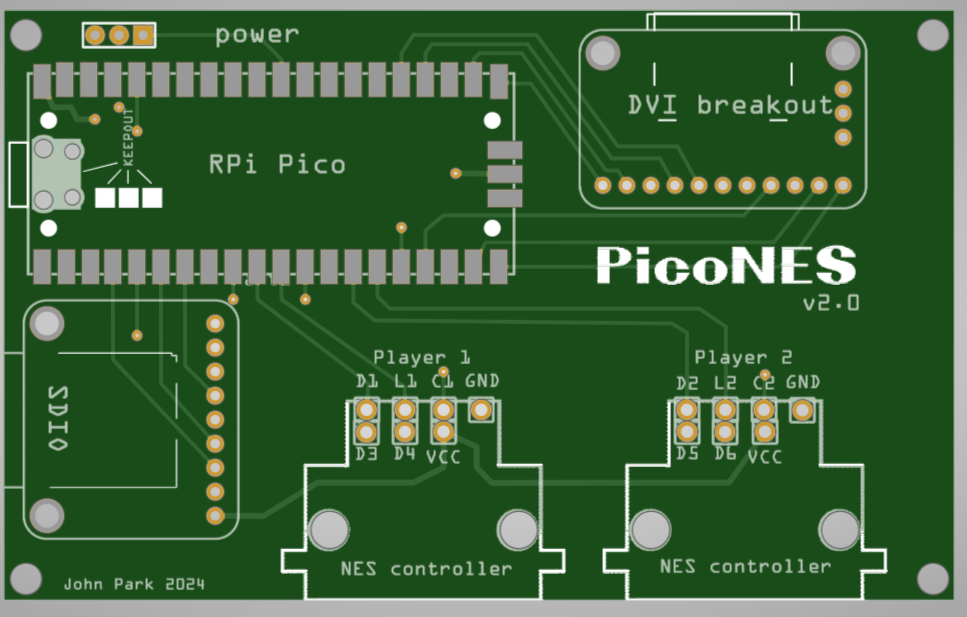 power
DVI breakout
KEEPOUT
RPi Pico
PicoNES
v2.0
SDIO
Player 1
D1 L1 C1 GND
D3 D4 VCC
NES controller
Player 2
D2 L2 C2 GND
D5 D6 VCC
NES controller
John Park 2024